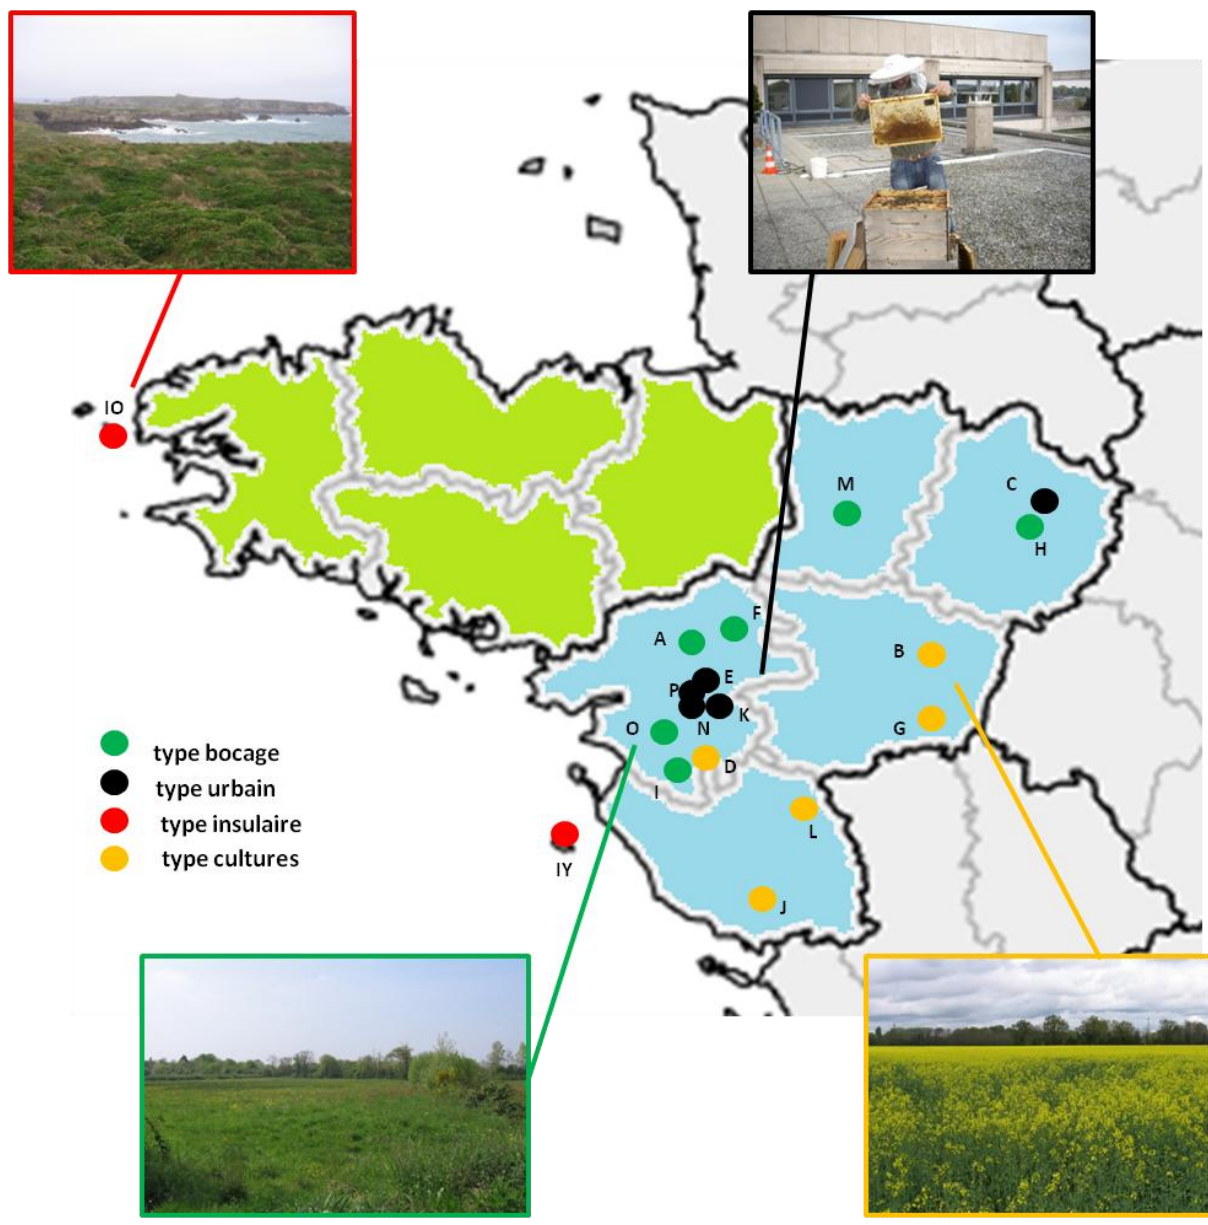 IO
M
C
H
F
A
E
B
P
K
N
O
G
D
I
L
IY
J
type bocage
type urbain
type insulaire
type cultures